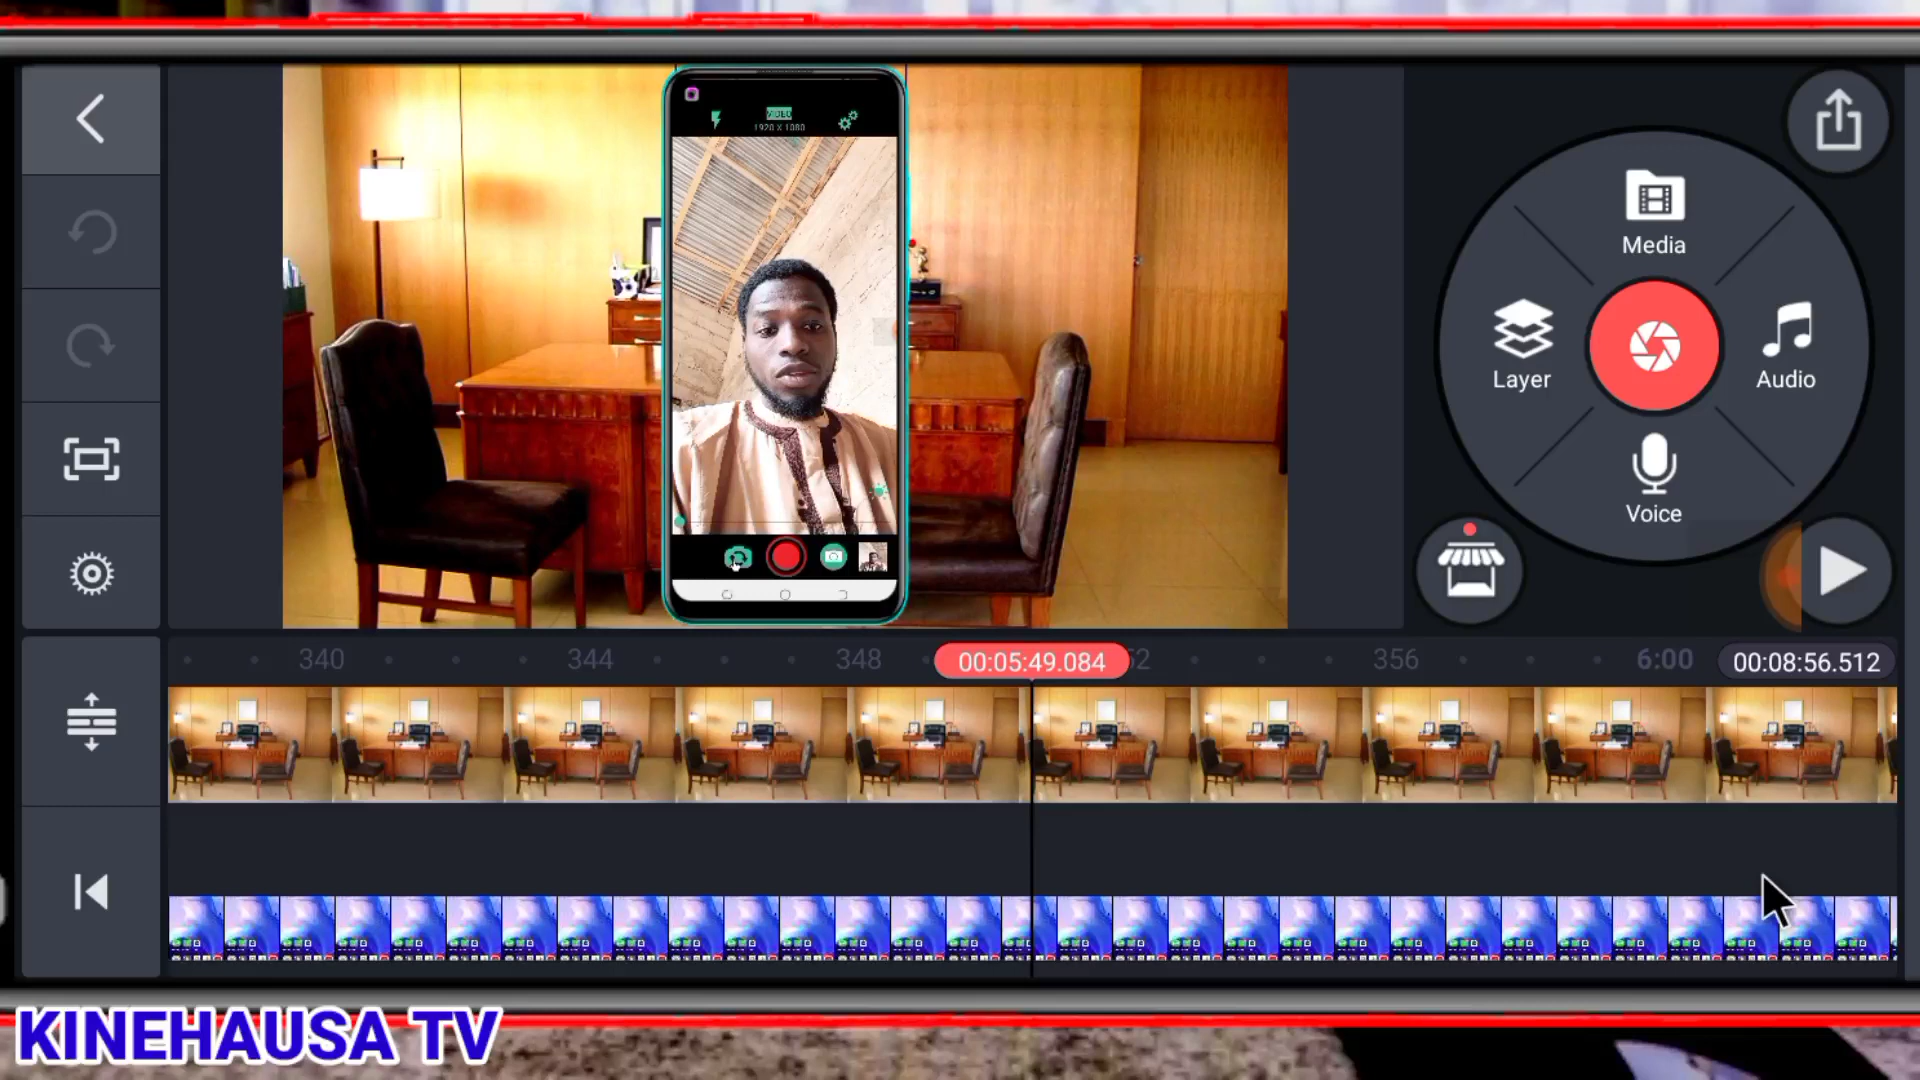 VIDEO
1920 X 1080
Media
Layer
Audio
Voice
340
344
348
00:05:49.084
356
6:00
00:08:56.512
KINEHAUSA TV